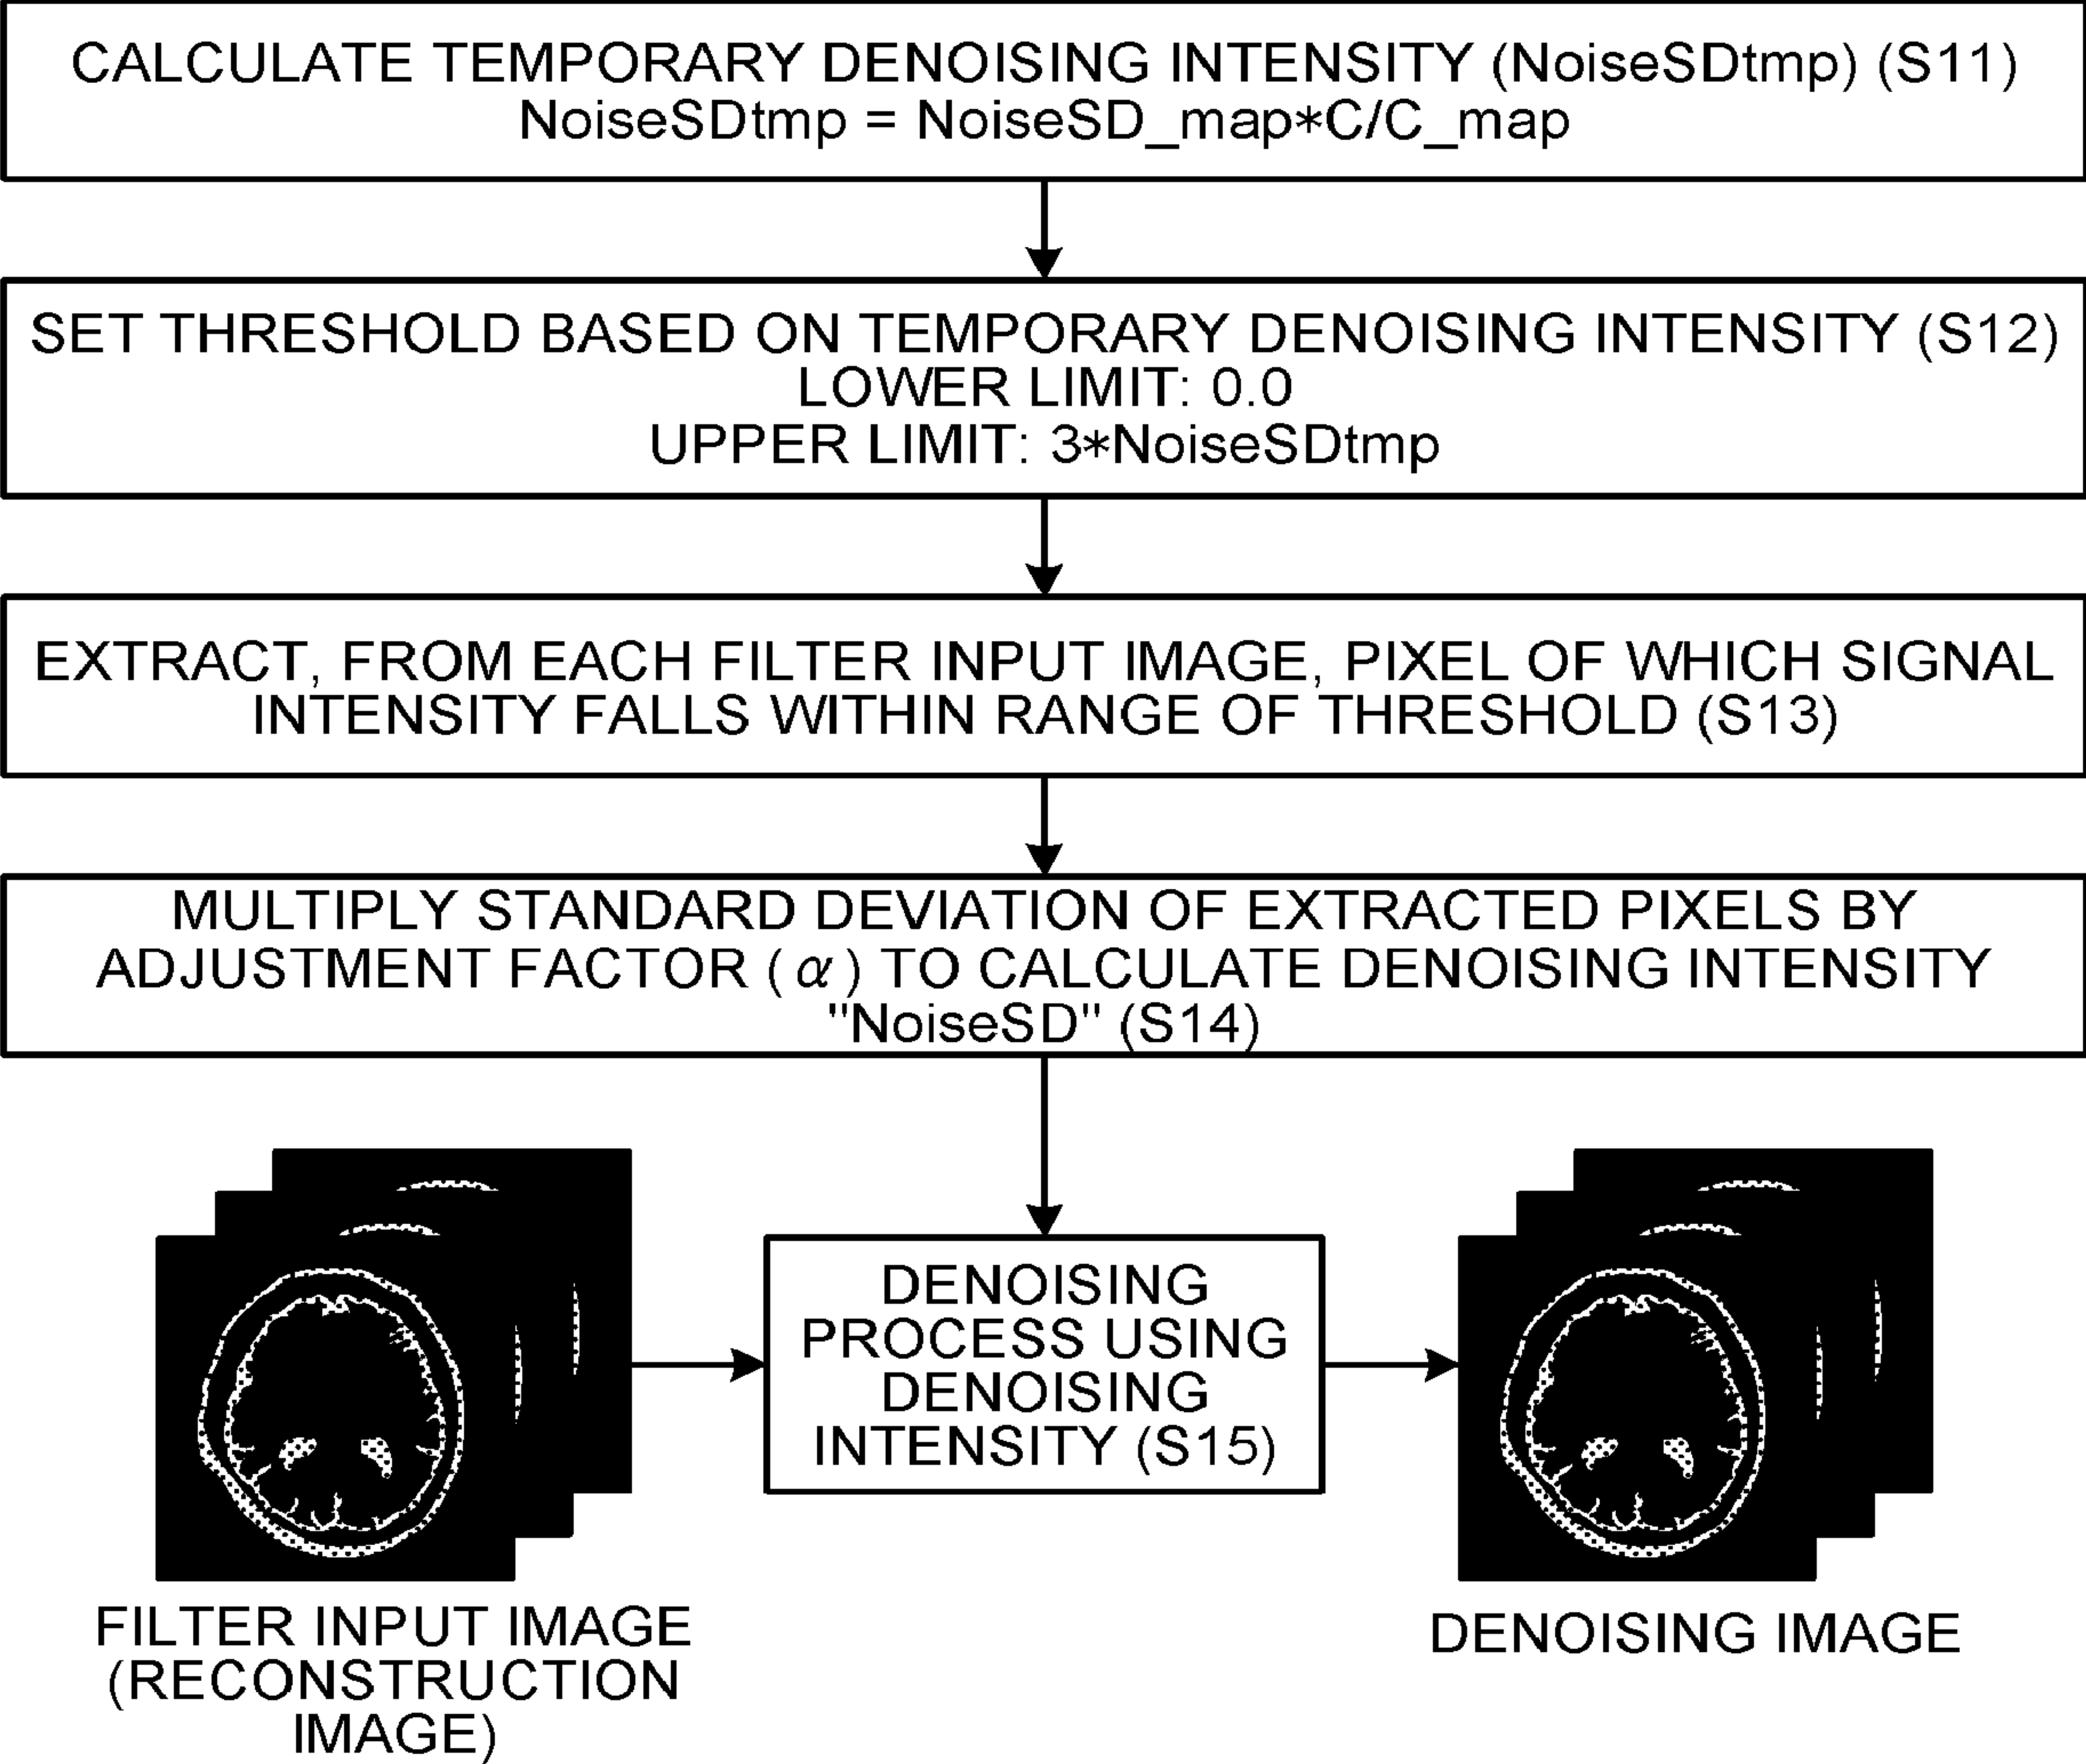 CALCULATE TEMPORARY DENOISING INTENSITY (NoiseSDtmp) (S11)
NoiseSDtmp = NoiseSD_map*C/C_map
SET THRESHOLD BASED ON TEMPORARY DENOISING INTENSITY (S12)
LOWER LIMIT: 0.0
UPPER LIMIT: 3*NoiseSDtmp
EXTRACT, FROM EACH FILTER INPUT IMAGE, PIXEL OF WHICH SIGNAL
INTENSITY FALLS WITHIN RANGE OF THRESHOLD (S13)
MULTIPLY STANDARD DEVIATION OF EXTRACTED PIXELS BY
ADJUSTMENT FACTOR (α) TO CALCULATE DENOISING INTENSITY
"NoiseSD" (S14)
DENOISING
PROCESS USING
DENOISING
INTENSITY (S15)
FILTER INPUT IMAGE
(RECONSTRUCTION
IMAGE)
DENOISING IMAGE